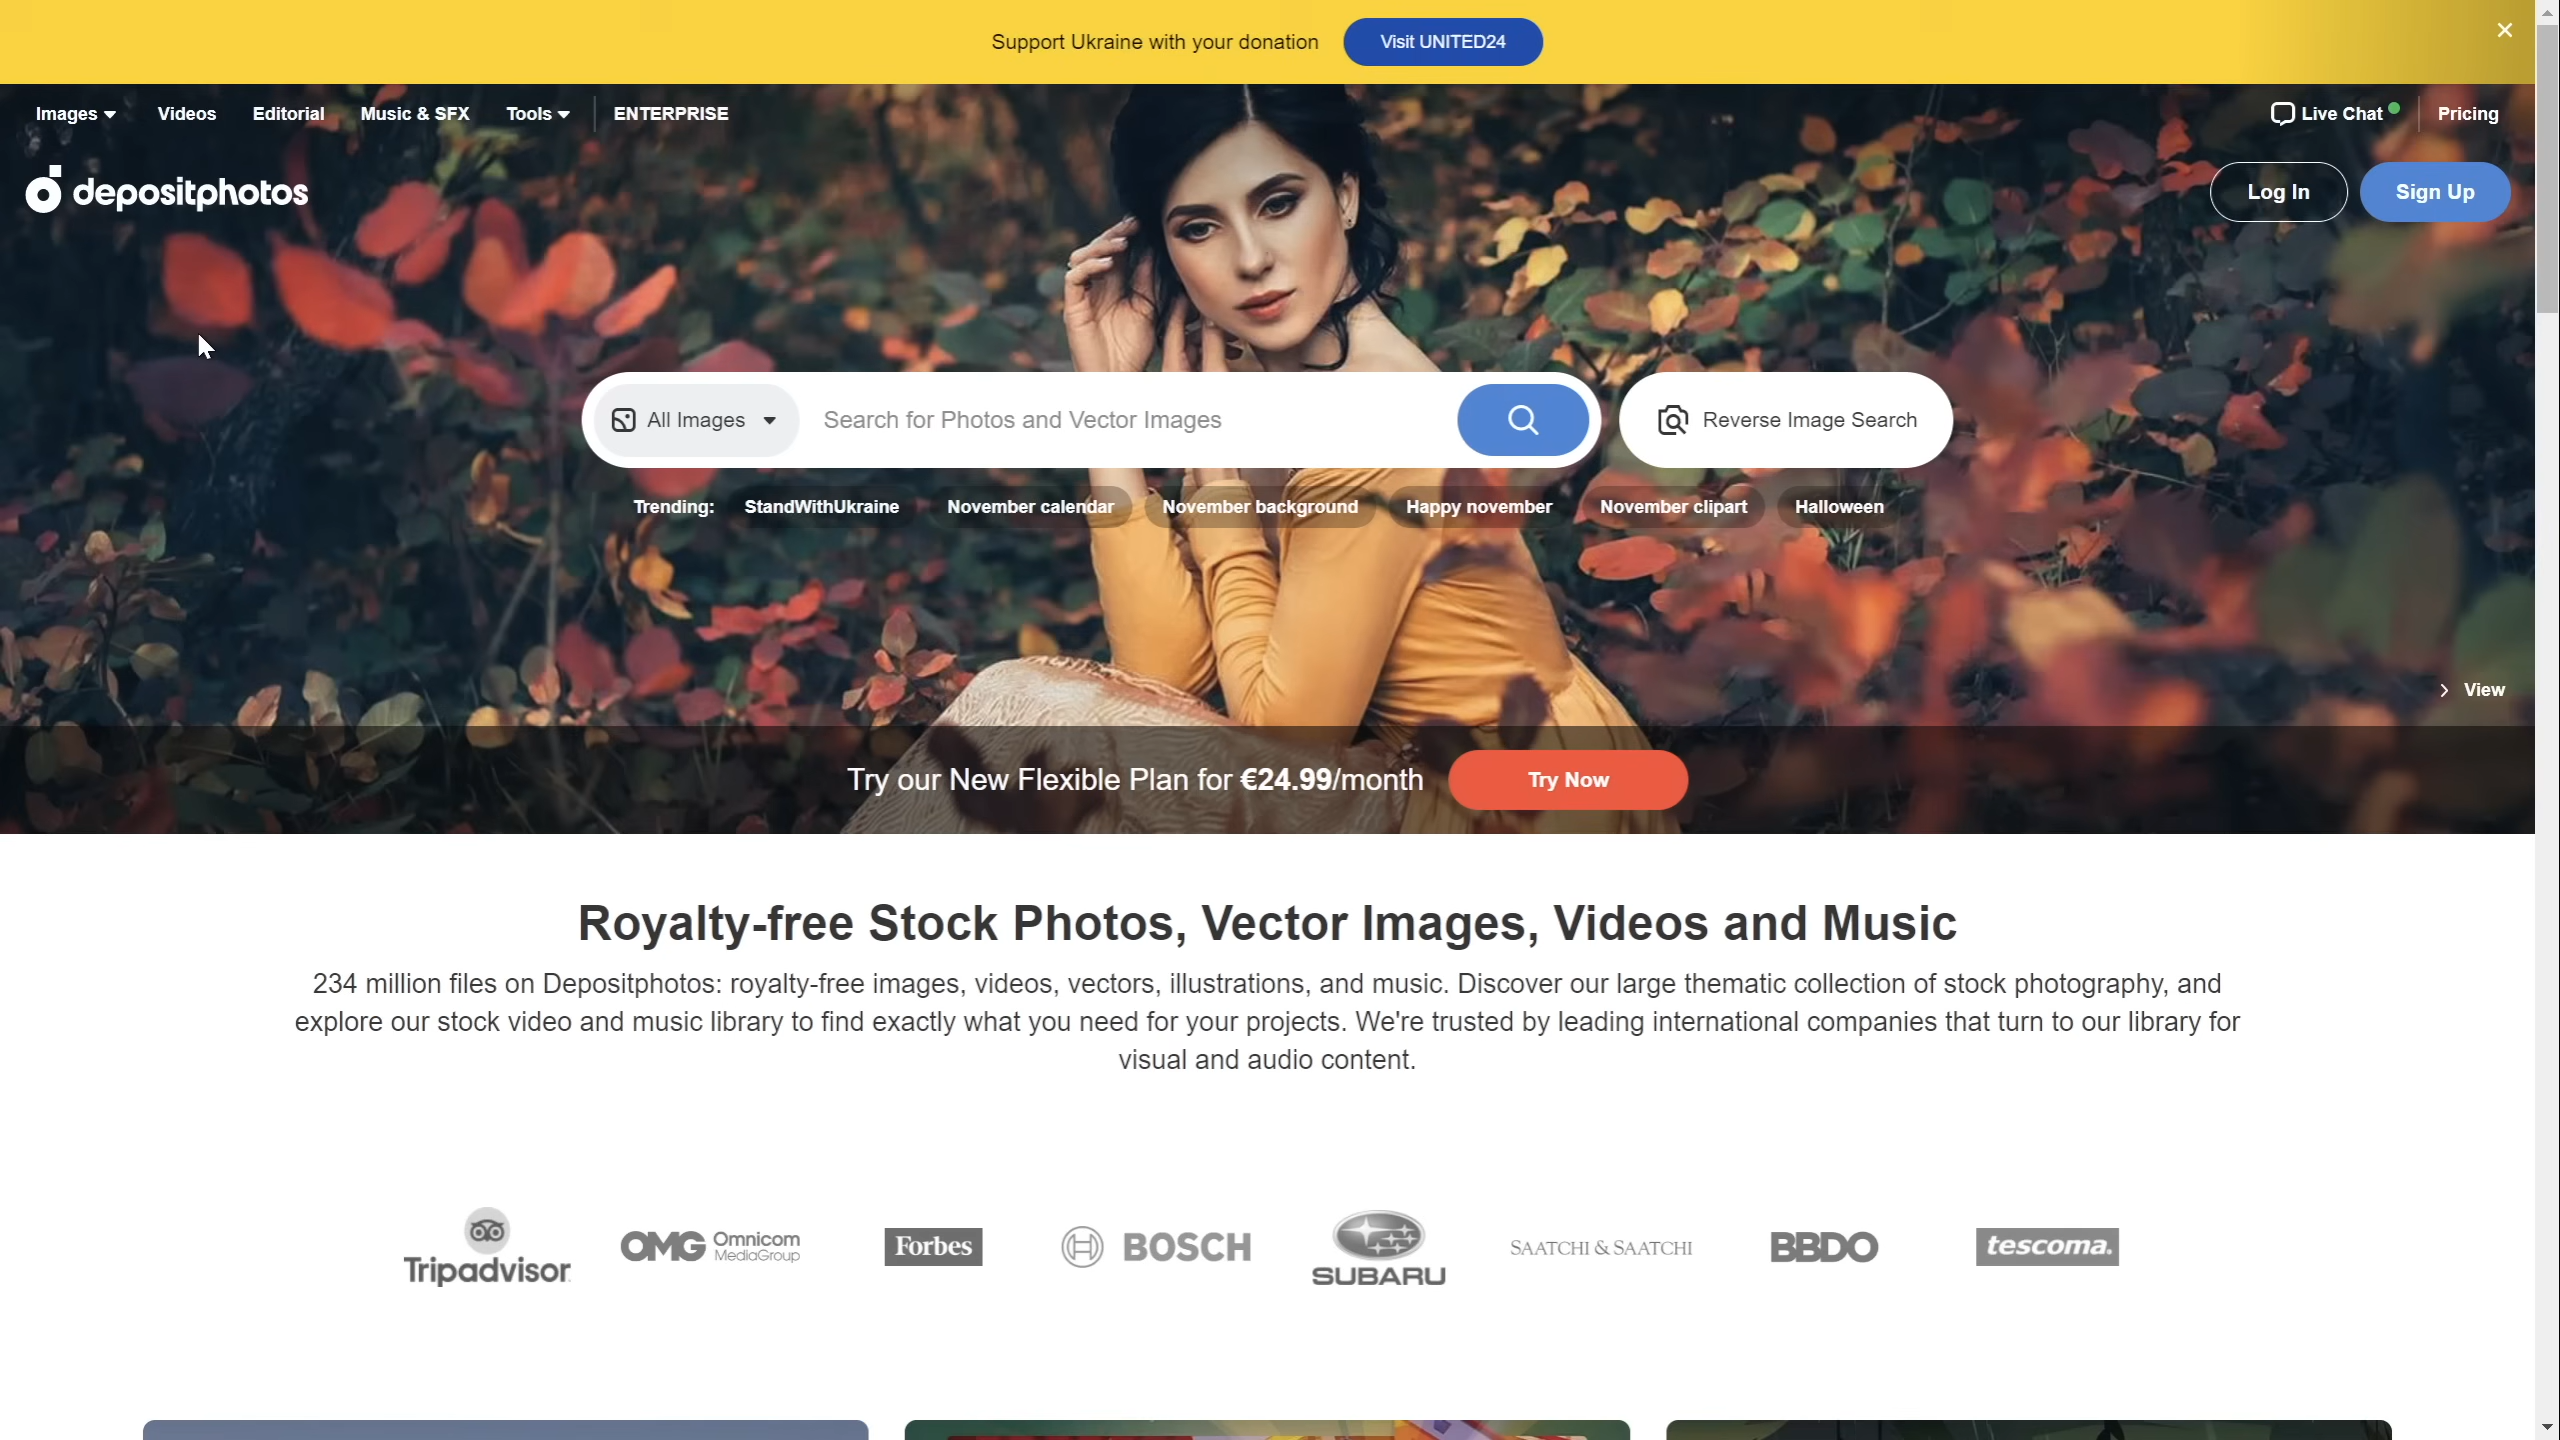 Support Ukraine with your donation Visit UNITED24
Images Videos Editorial Music & SFX Tools ENTERPRISE Live Chat Pricing
depositphotos Log In Sign Up
All Images Search for Photos and Vector Images Reverse Image Search
Trending: StandWithUkraine November calendar November background Happy november November clipart Halloween
View
Try our New Flexible Plan for €24.99/month Try Now
Royalty-free Stock Photos, Vector Images, Videos and Music
234 million files on Depositphotos: royalty-free images, videos, vectors, illustrations, and music. Discover our large thematic collection of stock photography, and
explore our stock video and music library to find exactly what you need for your projects. We're trusted by leading international companies that turn to our library for
visual and audio content.
Tripadvisor OMG Omnicom MediaGroup Forbes BOSCH SUBARU SAATCHI & SAATCHI BBDO tescoma.